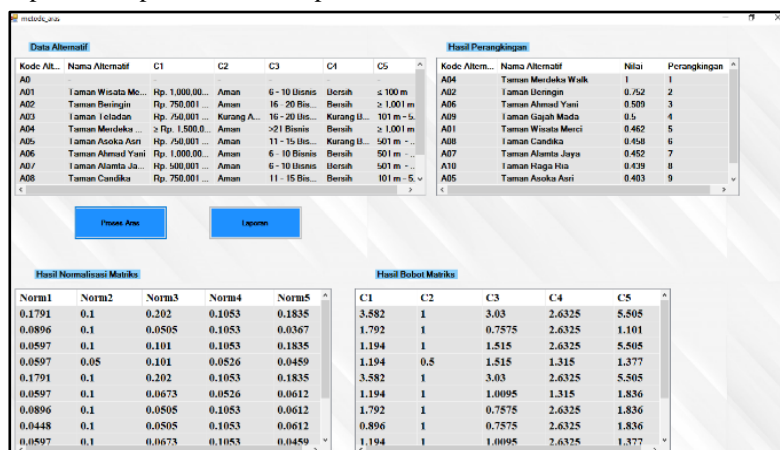 metode_aras
Data Alternatif
Kode Alt... Nama Alternatif C1 C2 C3 C4 C5
A0 - - - - - -
A01 Taman Wisata Me... Rp. 1,000,00... Aman 6 - 10 Bisnis Bersih ≤ 100 m
A02 Taman Beringin Rp. 750,001 ... Aman 16 - 20 Bis... Bersih ≥ 1,001 m
A03 Taman Teladan Rp. 750,001 ... Kurang A... 16 - 20 Bis... Kurang B... 101 m - 5...
A04 Taman Merdeka ... ≥ Rp. 1,500,0... Aman >21 Bisnis Bersih ≥ 1,001 m
A05 Taman Asoka Asri Rp. 750,001 ... Aman 11 - 15 Bis... Kurang B... 501 m - ...
A06 Taman Ahmad Yani Rp. 1,000,00... Aman 6 - 10 Bisnis Bersih 501 m - ...
A07 Taman Alamta Ja... Rp. 500,001 ... Aman 6 - 10 Bisnis Bersih 501 m - ...
A08 Taman Candika Rp. 750,001 ... Aman 11 - 15 Bis... Bersih 101 m - 5...
Hasil Perangkingan
Kode Altern... Nama Alternatif Nilai Perangkingan
A04 Taman Merdeka Walk 1 1
A02 Taman Beringin 0.752 2
A06 Taman Ahmad Yani 0.509 3
A09 Taman Gajah Mada 0.5 4
A01 Taman Wisata Merci 0.462 5
A08 Taman Candika 0.458 6
A07 Taman Alamta Jaya 0.452 7
A10 Taman Raga Ria 0.439 8
A05 Taman Asoka Asri 0.403 9
Proses Aras
Laporan
Hasil Normalisasi Matriks
Norm1 Norm2 Norm3 Norm4 Norm5
0.1791 0.1 0.202 0.1053 0.1835
0.0896 0.1 0.0505 0.1053 0.0367
0.0597 0.1 0.101 0.1053 0.1835
0.0597 0.05 0.101 0.0526 0.0459
0.1791 0.1 0.202 0.1053 0.1835
0.0597 0.1 0.0673 0.0526 0.0612
0.0896 0.1 0.0505 0.1053 0.0612
0.0448 0.1 0.0505 0.1053 0.0612
0.0597 0.1 0.0673 0.1053 0.0459
Hasil Bobot Matriks
C1 C2 C3 C4 C5
3.582 1 3.03 2.6325 5.505
1.792 1 0.7575 2.6325 1.101
1.194 1 1.515 2.6325 5.505
1.194 0.5 1.515 1.315 1.377
3.582 1 3.03 2.6325 5.505
1.194 1 1.0095 1.315 1.836
1.792 1 0.7575 2.6325 1.836
0.896 1 0.7575 2.6325 1.836
1.194 1 1.0095 2.6325 1.377